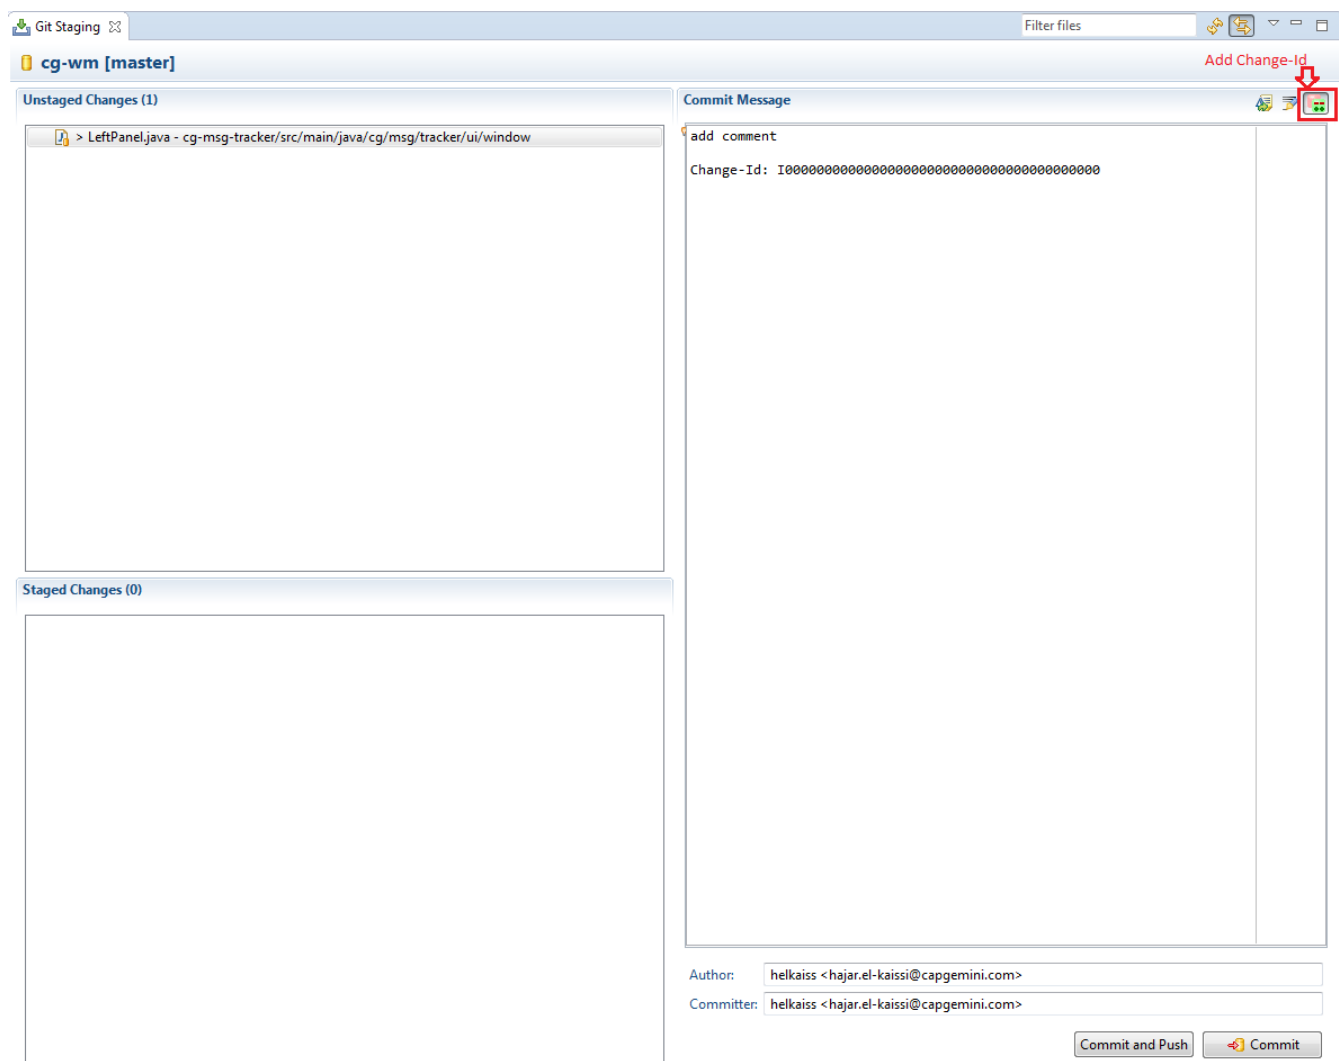 Git Staging
Filter files
cg-wm [master]
Add Change-Id
Unstaged Changes (1)
> LeftPanel.java - cg-msg-tracker/src/main/java/cg/msg/tracker/ui/window
Staged Changes (0)
Commit Message
add comment
Change-Id: I0000000000000000000000000000000000000000
Author: helkaiss <hajar.el-kaissi@capgemini.com>
Committer: helkaiss <hajar.el-kaissi@capgemini.com>
Commit and Push
Commit